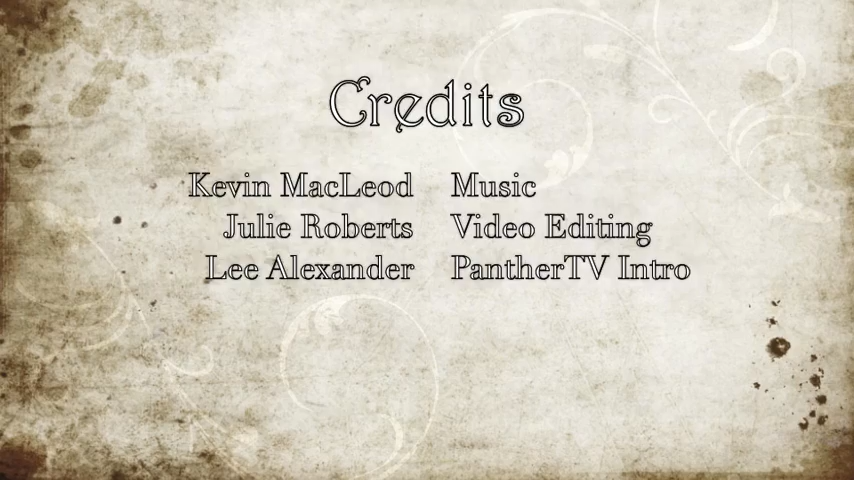 Credits
Kevin MacLeod Music
Julie Roberts Video Editing
Lee Alexander PantherTV Intro